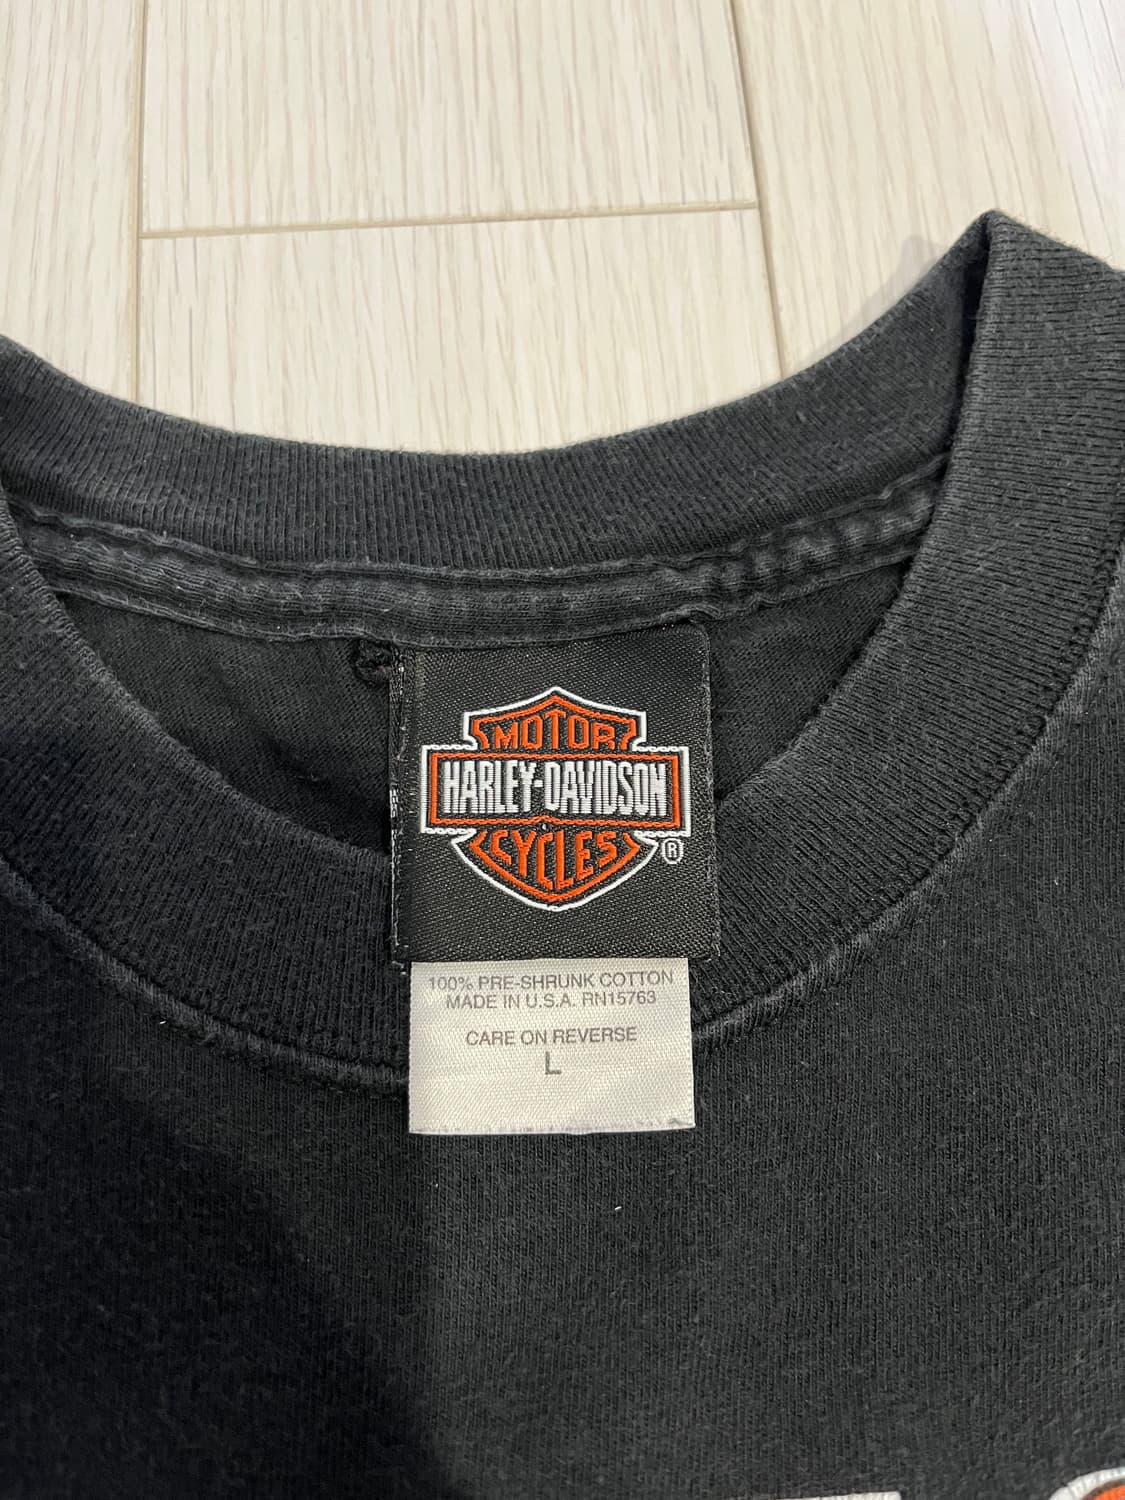 MOTOR
HARLEY-DAVIDSON
CYCLES
®
100% PRE-SHRUNK COTTON
MADE IN U.S.A. RN15763
CARE ON REVERSE
L